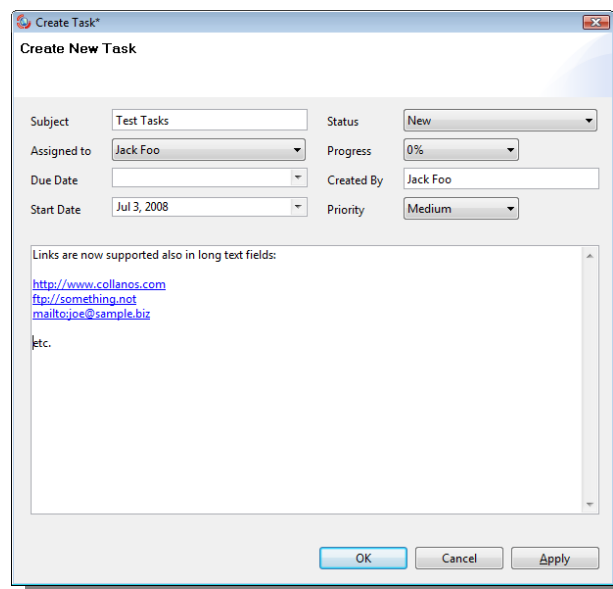 Create Task*
Create New Task
Subject Test Tasks Status New
Assigned to Jack Foo Progress 0%
Due Date Created By Jack Foo
Start Date Jul 3, 2008 Priority Medium
Links are now supported also in long text fields:
http://www.collanos.com
ftp://something.not
mailto:joe@sample.biz
etc.
OK Cancel Apply